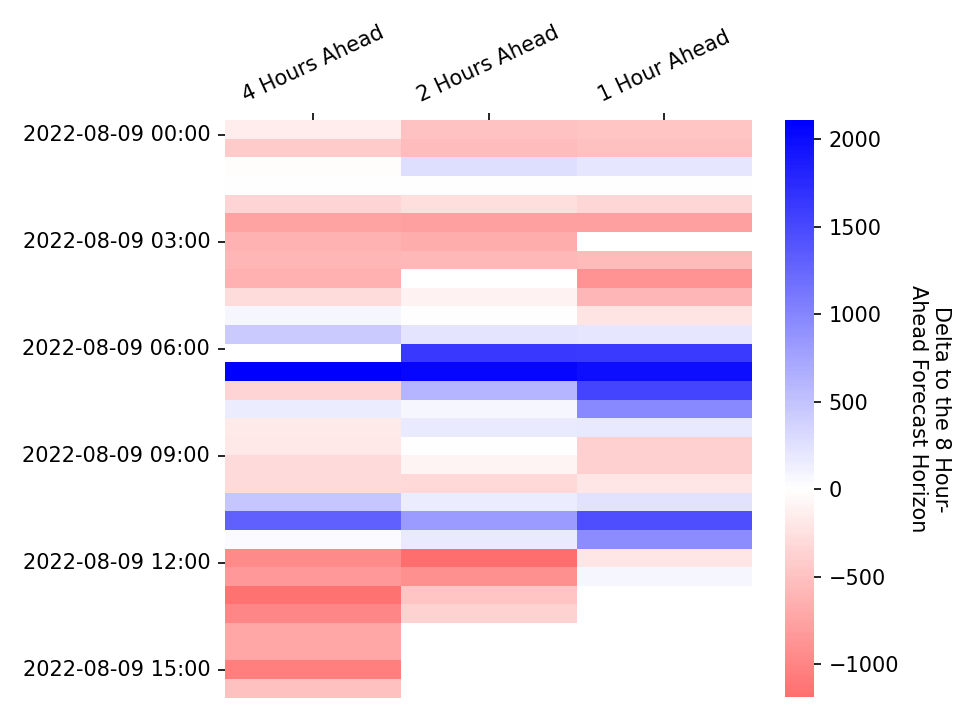 4 Hours Ahead
2 Hours Ahead
1 Hour Ahead
2022-08-09 00:00
2022-08-09 03:00
2022-08-09 06:00
2022-08-09 09:00
2022-08-09 12:00
2022-08-09 15:00
2000
1500
1000
500
0
−500
−1000
Delta to the 8 Hour-
Ahead Forecast Horizon